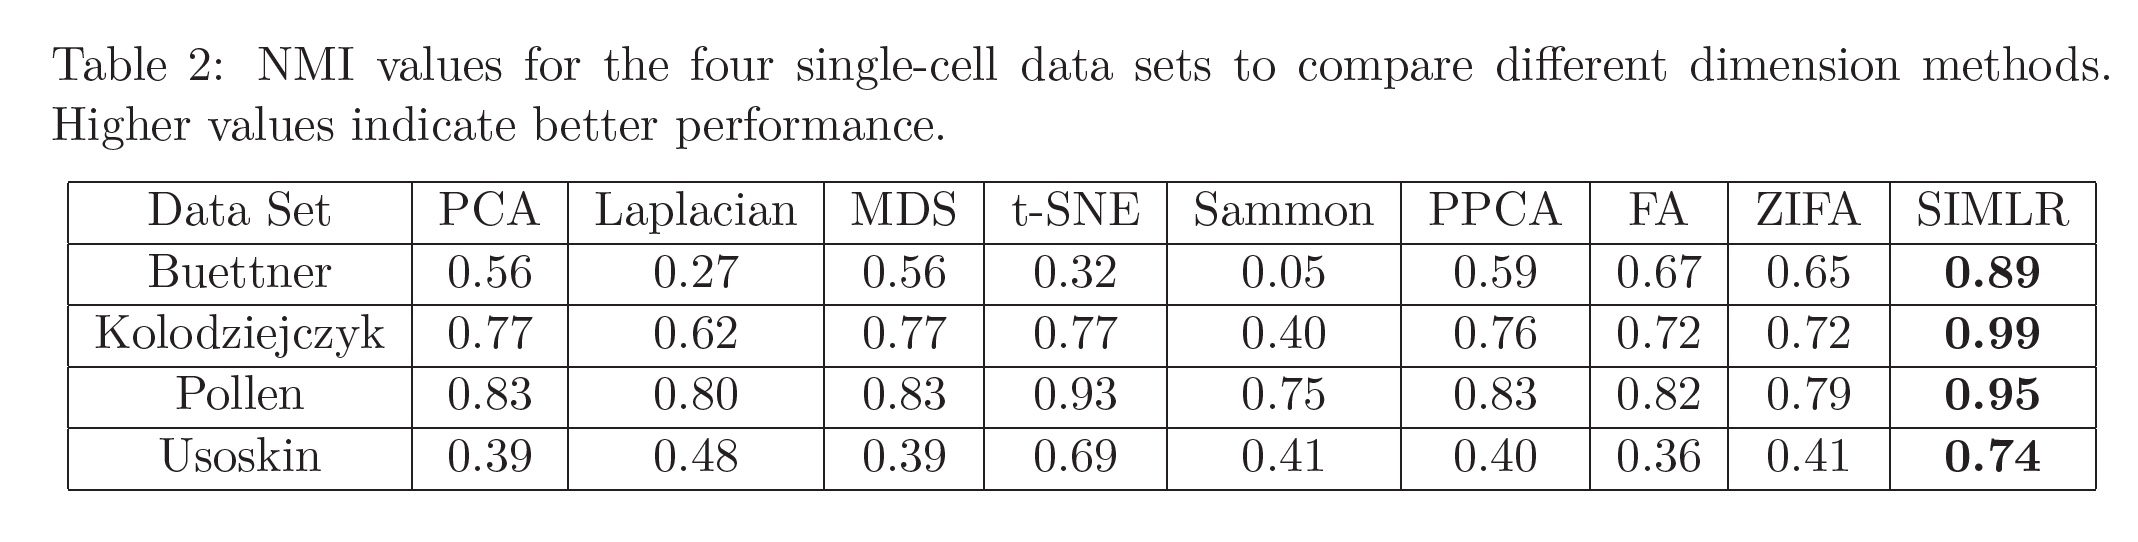 Table 2: NMI values for the four single-cell data sets to compare different dimension methods.
Higher values indicate better performance.
Data Set PCA Laplacian MDS t-SNE Sammon PPCA FA ZIFA SIMLR
Buettner 0.56 0.27 0.56 0.32 0.05 0.59 0.67 0.65 0.89
Kolodziejczyk 0.77 0.62 0.77 0.77 0.40 0.76 0.72 0.72 0.99
Pollen 0.83 0.80 0.83 0.93 0.75 0.83 0.82 0.79 0.95
Usoskin 0.39 0.48 0.39 0.69 0.41 0.40 0.36 0.41 0.74